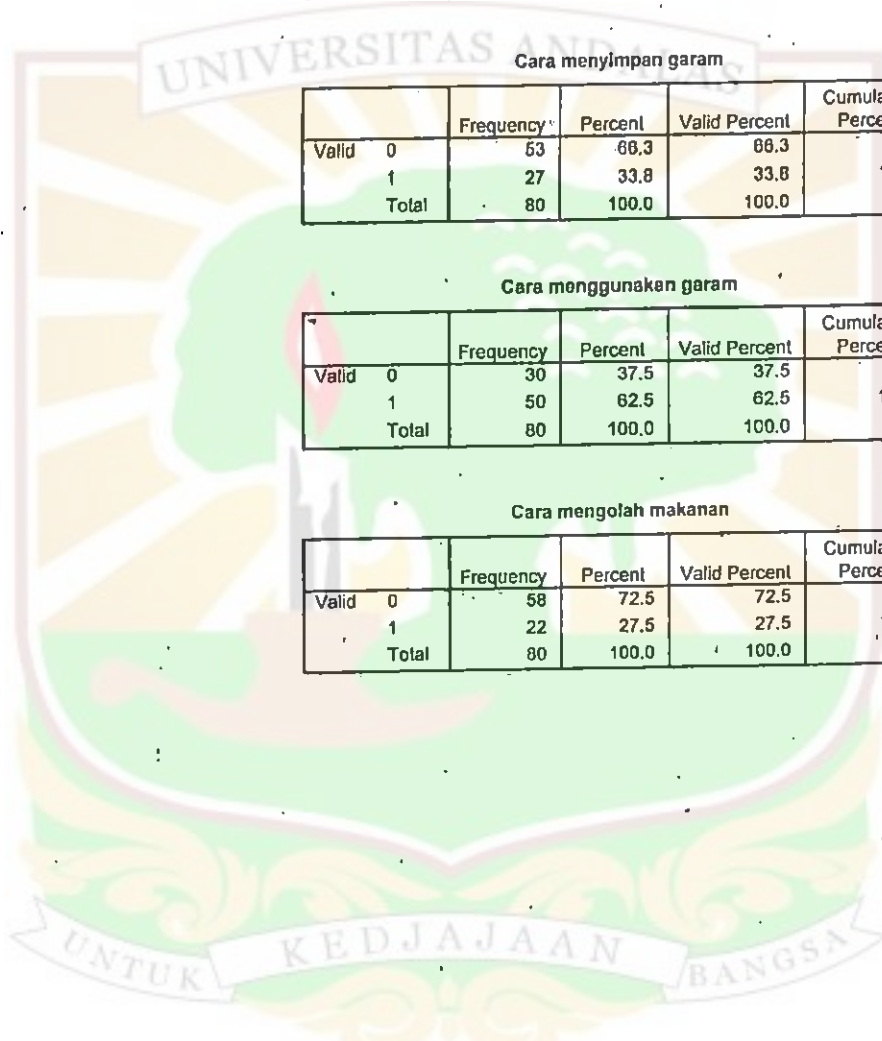 UNIVERSITAS ANDALAS
Cara menyimpan garam
Frequency Percent Valid Percent
Valid 0 53 66.3 66.3
1 27 33.8 33.8
Total 80 100.0 100.0
Cara menggunakan garam
Frequency Percent Valid Percent
Valid 0 30 37.5 37.5
1 50 62.5 62.5
Total 80 100.0 100.0
Cara mengolah makanan
Frequency Percent Valid Percent
Valid 0 58 72.5 72.5
1 22 27.5 27.5
Total 80 100.0 100.0
UNTUK KEDJAJAAN BANGSA